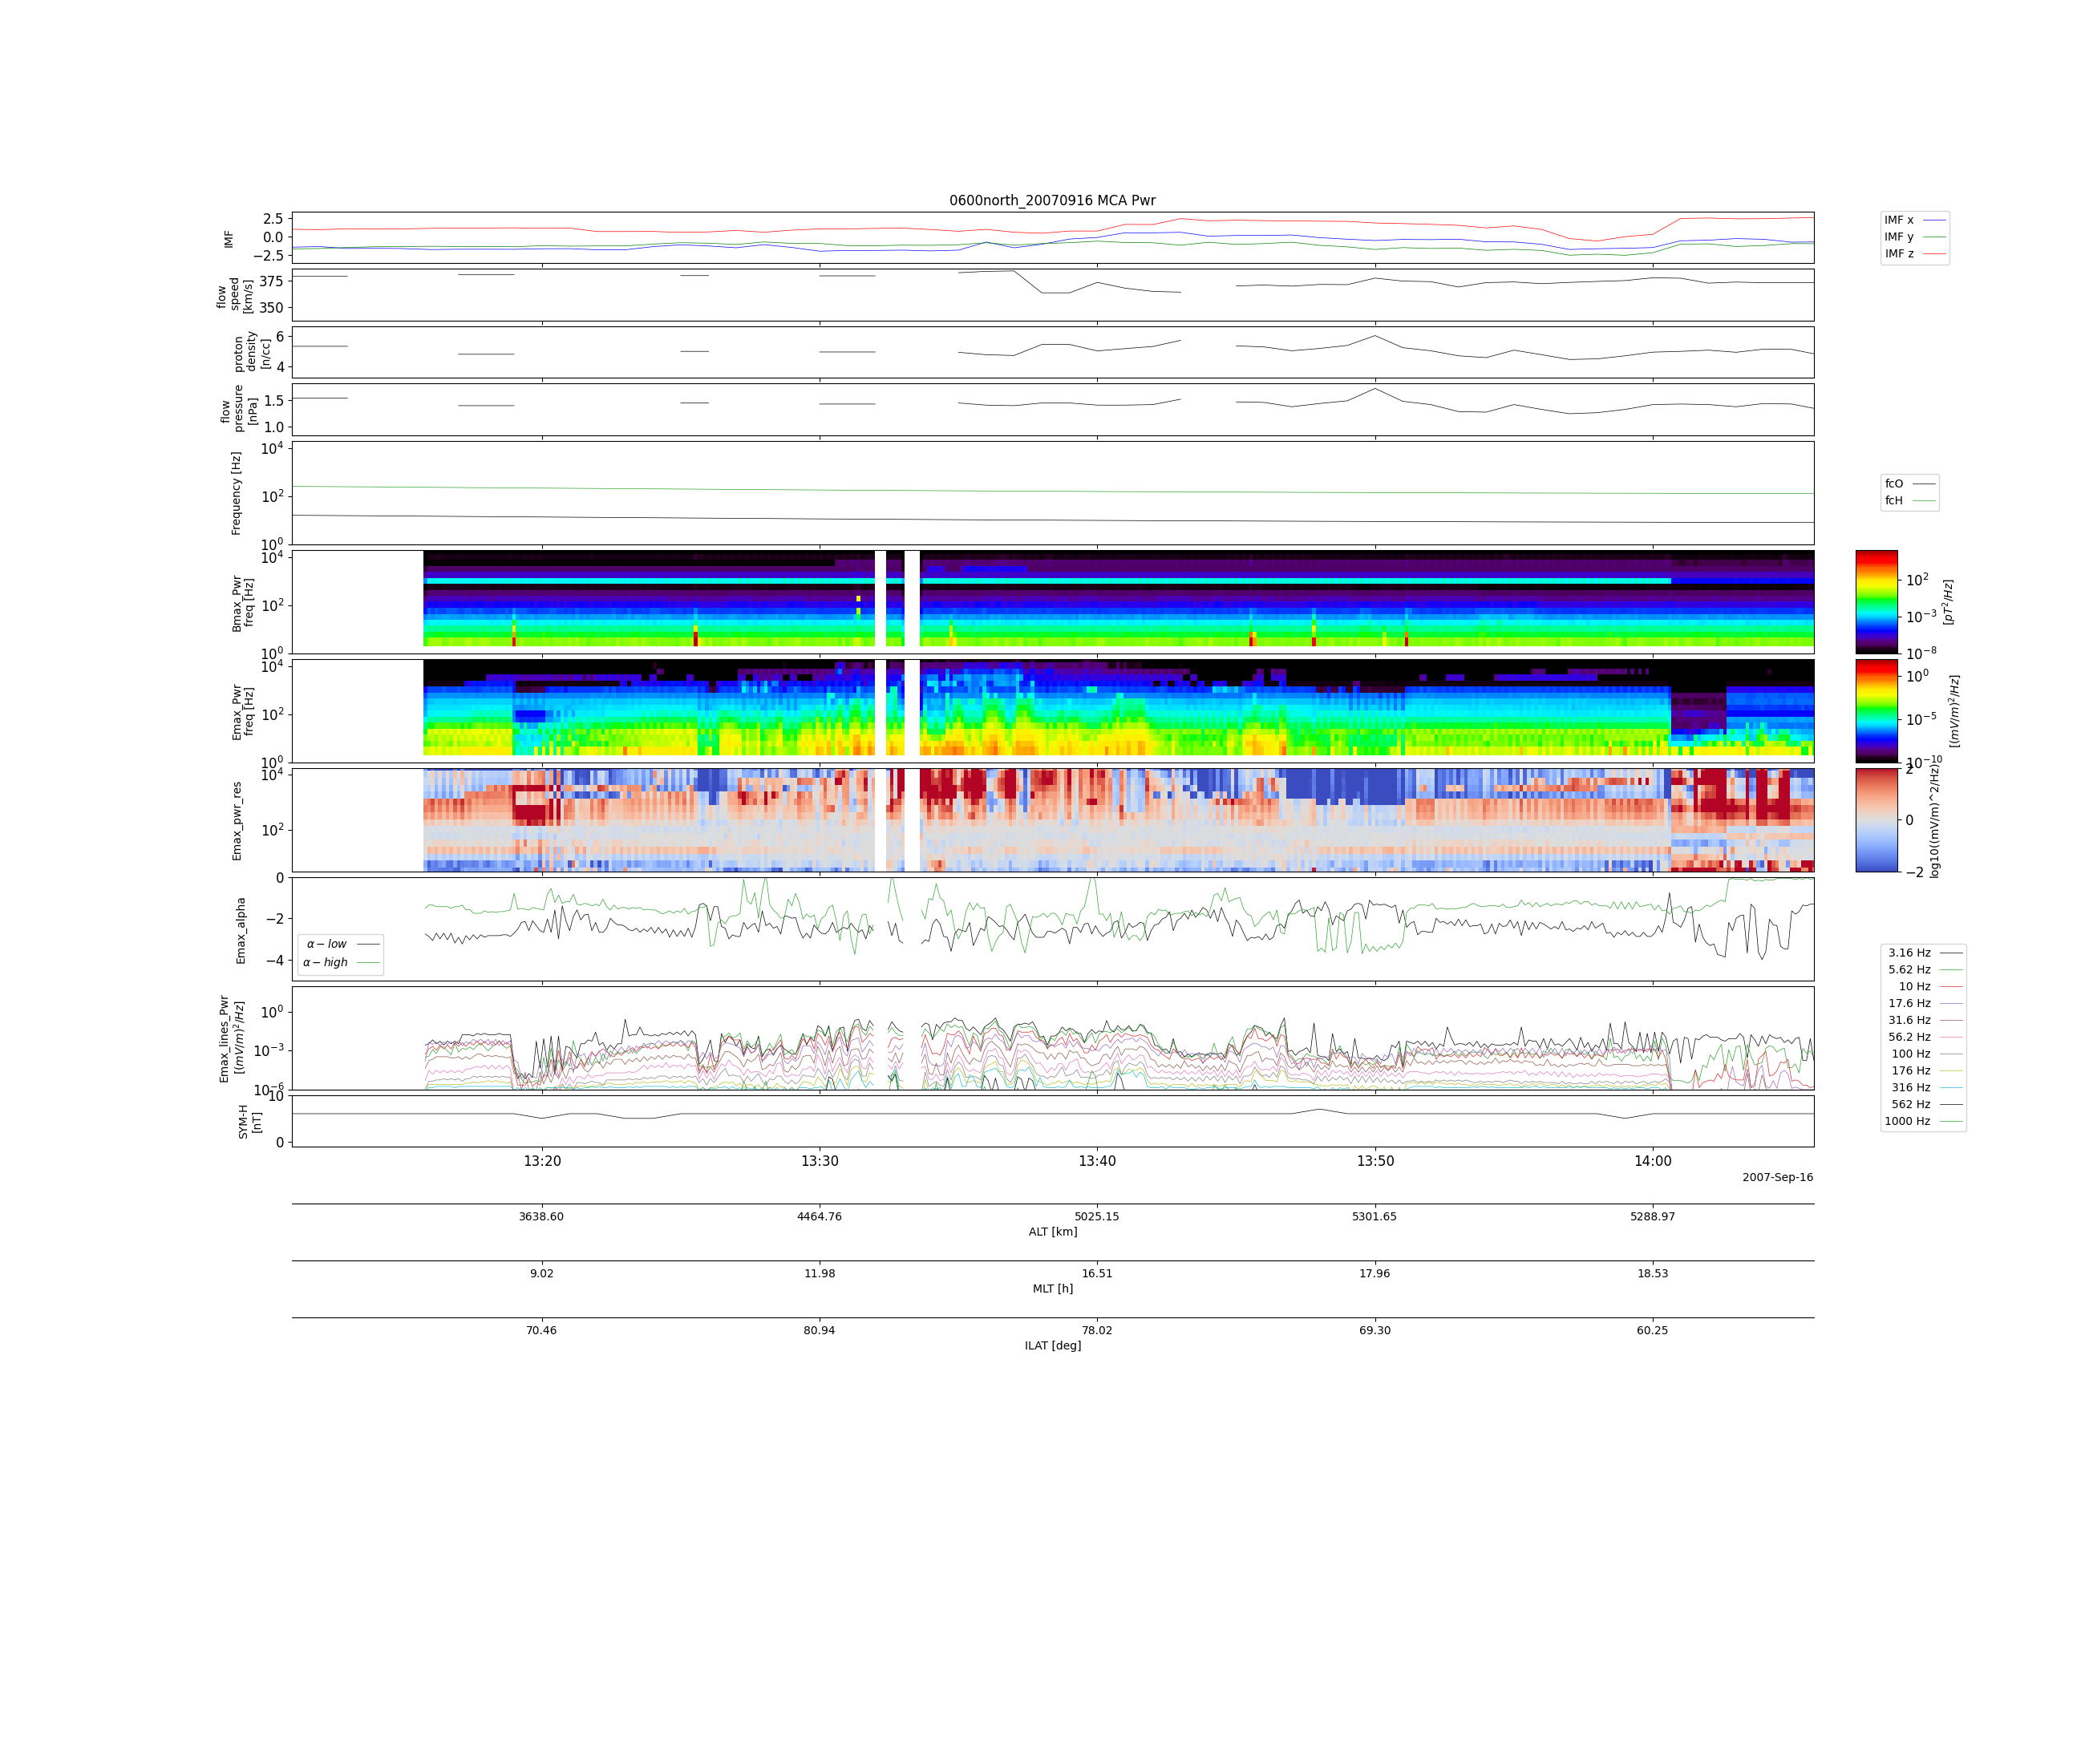 0600north_20070916 MCA Pwr
IMF
2.5
0.0
−2.5
IMF x
IMF y
IMF z
flow
speed
[km/s]
375
350
proton
density
[n/cc]
6
4
flow
pressure
[nPa]
1.5
1.0
Frequency [Hz]
10^4
10^2
10^0
fcO
fcH
Bmax_Pwr
freq [Hz]
10^4
10^2
10^0
10^2
10^−3
10^−8
[pT^2/Hz]
Emax_Pwr
freq [Hz]
10^4
10^2
10^0
10^0
10^−5
10^−10
[(mV/m)^2/Hz]
Emax_pwr_res
10^4
10^2
2
0
−2
log10((mV/m)^2/Hz)
Emax_alpha
0
−2
−4
α − low
α − high
Emax_lines_Pwr
[(mV/m)^2/Hz]
10^0
10^−3
10^−6
3.16 Hz
5.62 Hz
10 Hz
17.6 Hz
31.6 Hz
56.2 Hz
100 Hz
176 Hz
316 Hz
562 Hz
1000 Hz
SYM-H
[nT]
10
0
13:20 13:30 13:40 13:50 14:00
2007-Sep-16
3638.60 4464.76 5025.15 5301.65 5288.97
ALT [km]
9.02 11.98 16.51 17.96 18.53
MLT [h]
70.46 80.94 78.02 69.30 60.25
ILAT [deg]